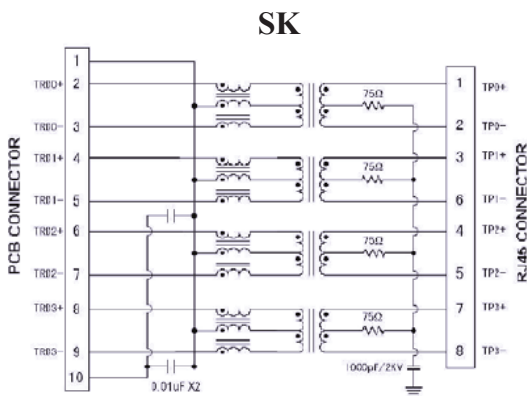 SK
PCB CONNECTOR
1
TRD0+ 2
TRD0- 3
TRD1+ 4
TRD1- 5
TRD2+ 6
TRD2- 7
TRD3+ 8
TRD3- 9
10
0.01uF X2
75Ω
75Ω
75Ω
75Ω
1000pF/2KV
1 TP0+
2 TP0-
3 TP1+
6 TP1-
4 TP2+
5 TP2-
7 TP3+
8 TP3-
RJ45 CONNECTOR